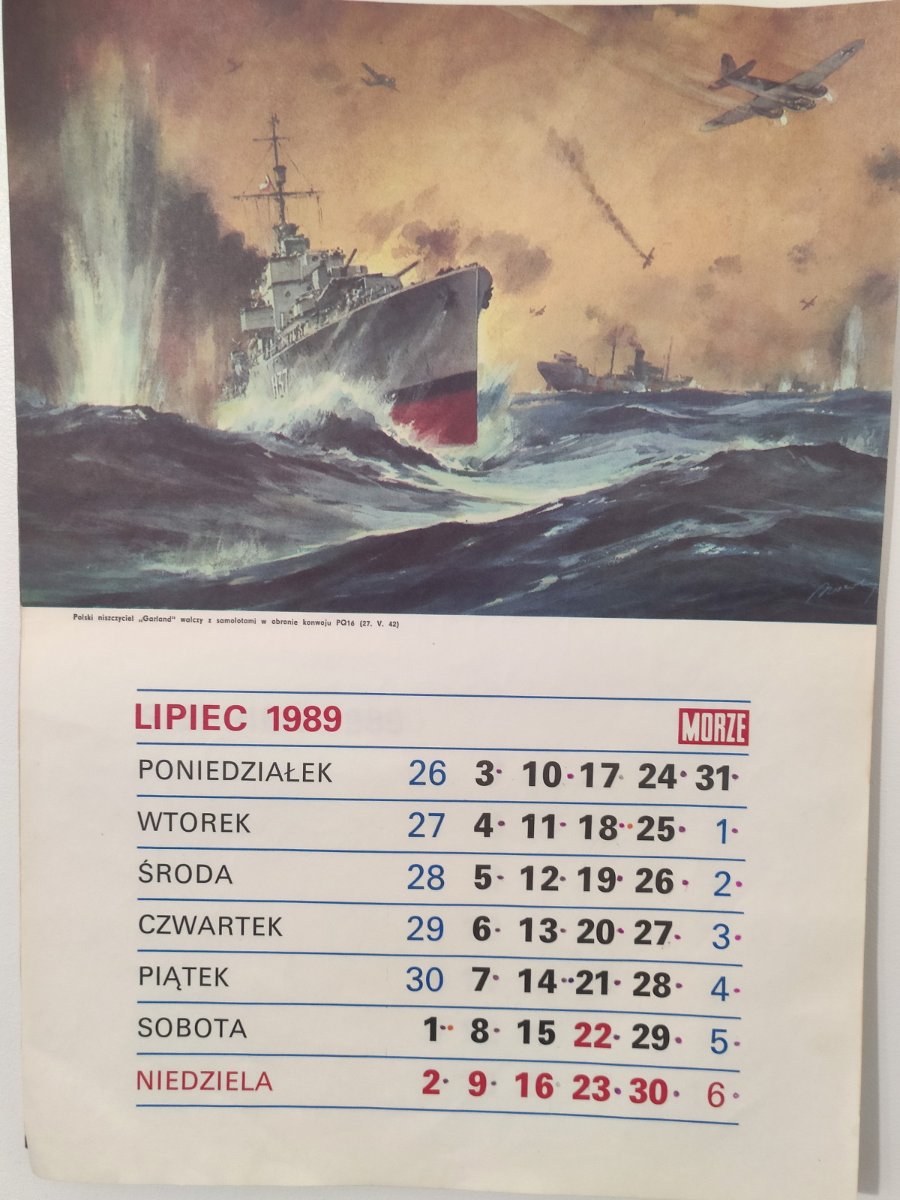 H37
Polski niszczyciel „Garland" walczy z samolotami w obronie konwoju PQ16 (27. V. 42)
LIPIEC 1989 MORZE
PONIEDZIAŁEK 26 3 10 17 24 31
WTOREK 27 4 11 18 25 1
ŚRODA 28 5 12 19 26 2
CZWARTEK 29 6 13 20 27 3
PIĄTEK 30 7 14 21 28 4
SOBOTA 1 8 15 22 29 5
NIEDZIELA 2 9 16 23 30 6